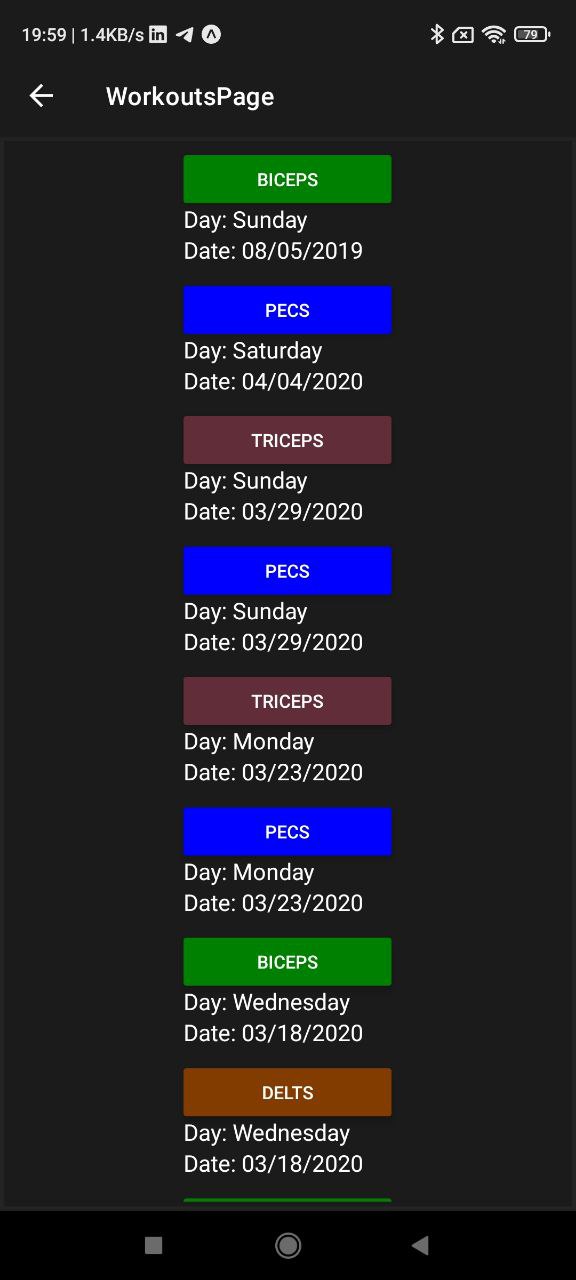 19:59 | 1.4KB/s in
79
WorkoutsPage
BICEPS
Day: Sunday
Date: 08/05/2019
PECS
Day: Saturday
Date: 04/04/2020
TRICEPS
Day: Sunday
Date: 03/29/2020
PECS
Day: Sunday
Date: 03/29/2020
TRICEPS
Day: Monday
Date: 03/23/2020
PECS
Day: Monday
Date: 03/23/2020
BICEPS
Day: Wednesday
Date: 03/18/2020
DELTS
Day: Wednesday
Date: 03/18/2020